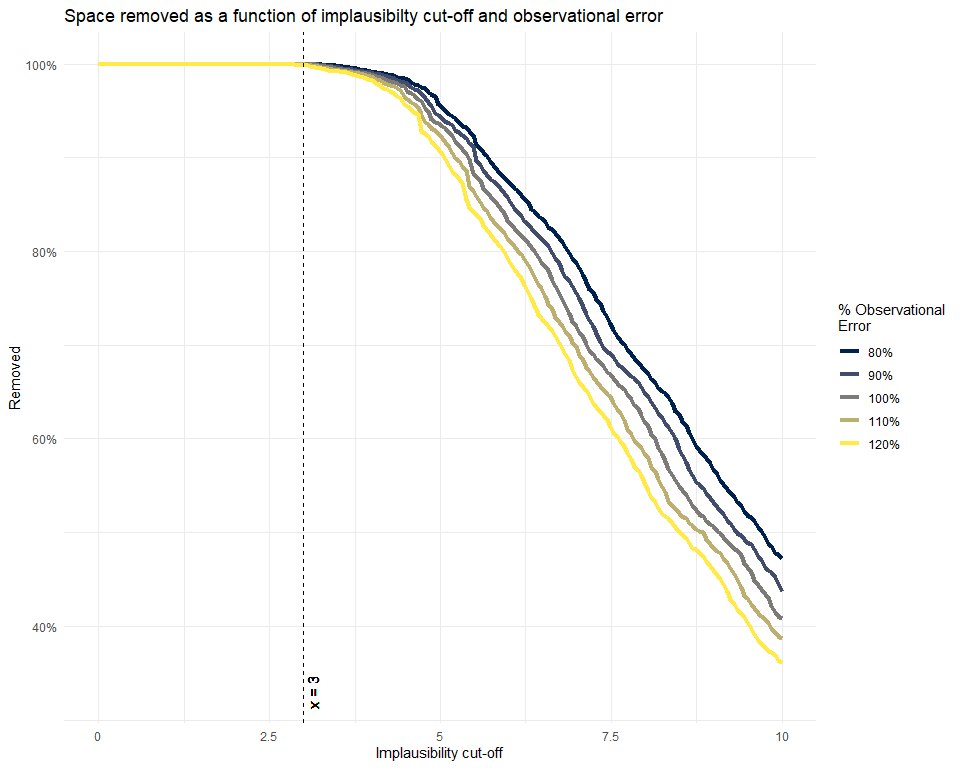 Space removed as a function of implausibilty cut-off and observational error
Removed
100%
80%
60%
40%
x = 3
0
2.5
5
7.5
10
Implausibility cut-off
% Observational
Error
80%
90%
100%
110%
120%